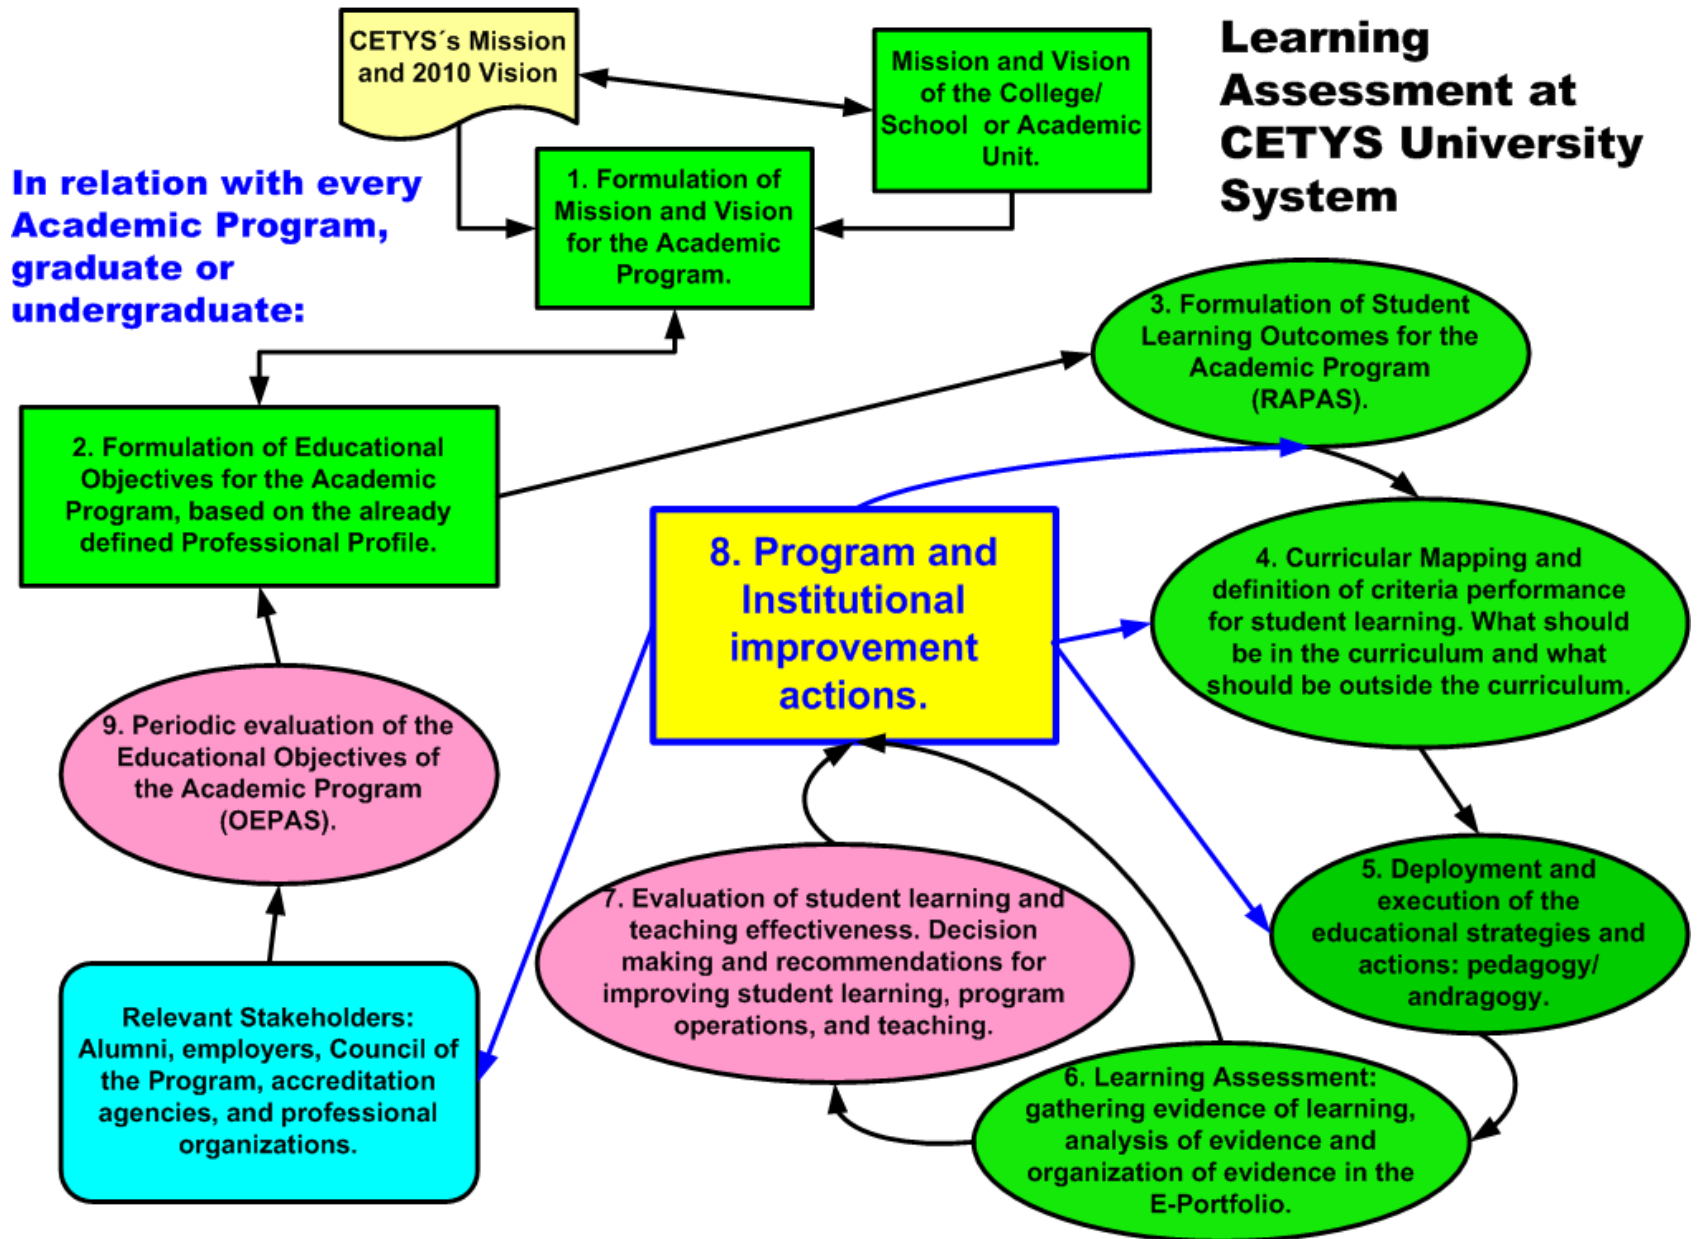 CETYS´s Mission
and 2010 Vision
Mission and Vision
of the College/
School or Academic
Unit.
Learning
Assessment at
CETYS University
System
In relation with every
Academic Program,
graduate or
undergraduate:
1. Formulation of
Mission and Vision
for the Academic
Program.
2. Formulation of Educational
Objectives for the Academic
Program, based on the already
defined Professional Profile.
3. Formulation of Student
Learning Outcomes for the
Academic Program
(RAPAS).
8. Program and
Institutional
improvement
actions.
4. Curricular Mapping and
definition of criteria performance
for student learning. What should
be in the curriculum and what
should be outside the curriculum.
9. Periodic evaluation of the
Educational Objectives of
the Academic Program
(OEPAS).
7. Evaluation of student learning and
teaching effectiveness. Decision
making and recommendations for
improving student learning, program
operations, and teaching.
5. Deployment and
execution of the
educational strategies and
actions: pedagogy/
andragogy.
Relevant Stakeholders:
Alumni, employers, Council of
the Program, accreditation
agencies, and professional
organizations.
6. Learning Assessment:
gathering evidence of learning,
analysis of evidence and
organization of evidence in the
E-Portfolio.